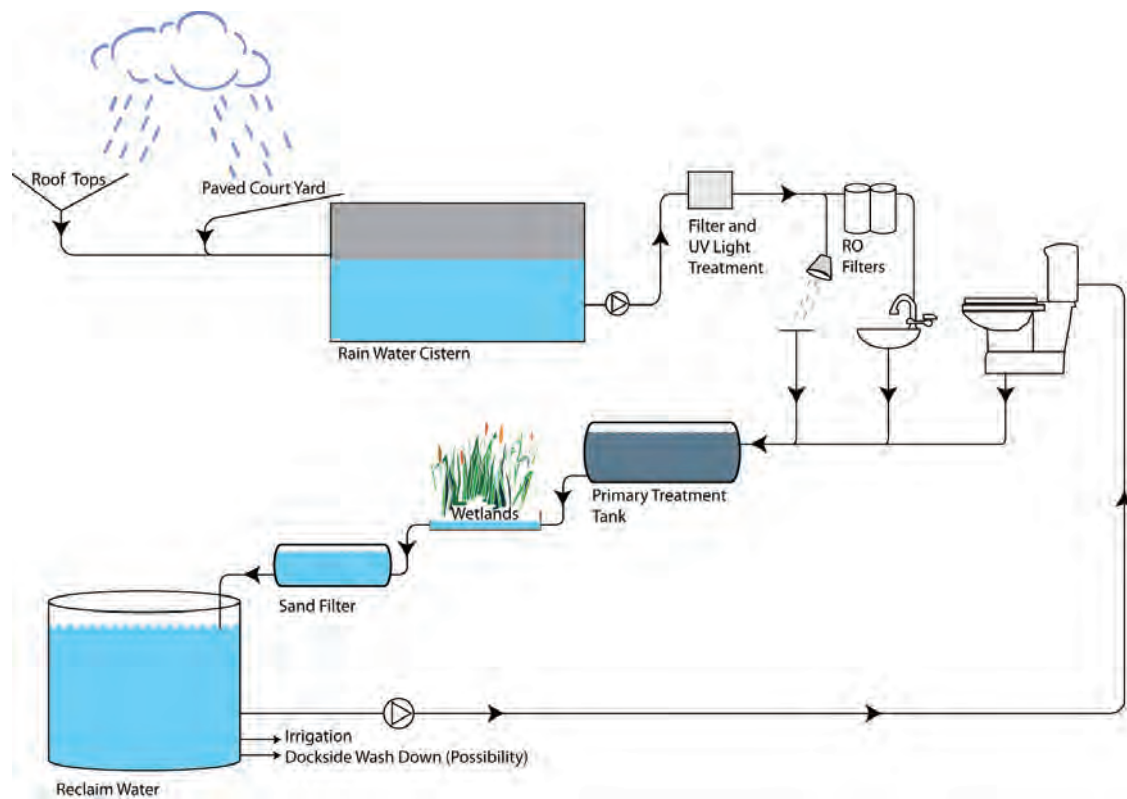 Roof Tops
Paved Court Yard
Filter and
UV Light
Treatment
RO
Filters
Rain Water Cistern
Wetlands
Primary Treatment
Tank
Sand Filter
Irrigation
Dockside Wash Down (Possibility)
Reclaim Water